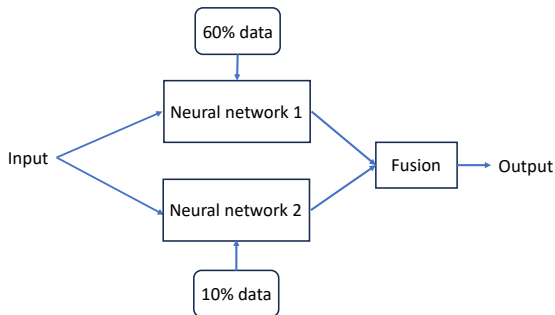 60% data
Neural network 1
Input
Fusion
Output
Neural network 2
10% data